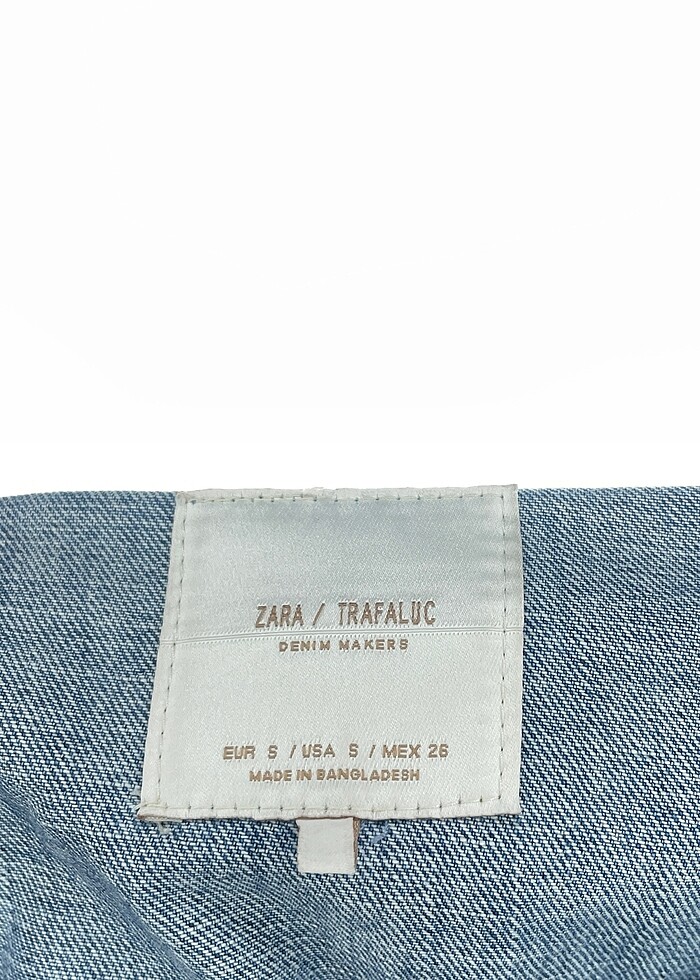 ZARA / TRAFALUC
DENIM MAKERS
EUR S / USA S / MEX 26
MADE IN BANGLADESH